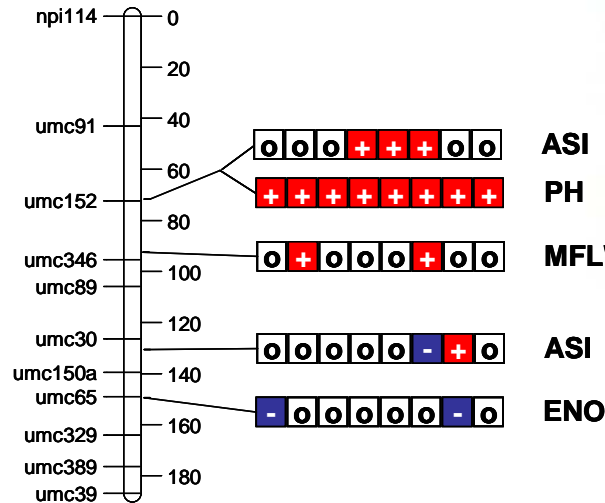 npi114
0
20
umc91
40
o o o + + + o o ASI
60
+ + + + + + + + PH
umc152
80
o + o o o + o o
umc346
100
umc89
120
umc30
o o o o o - + o ASI
umc150a
140
umc65
- o o o o o - o ENO
160
umc329
umc389
180
umc39